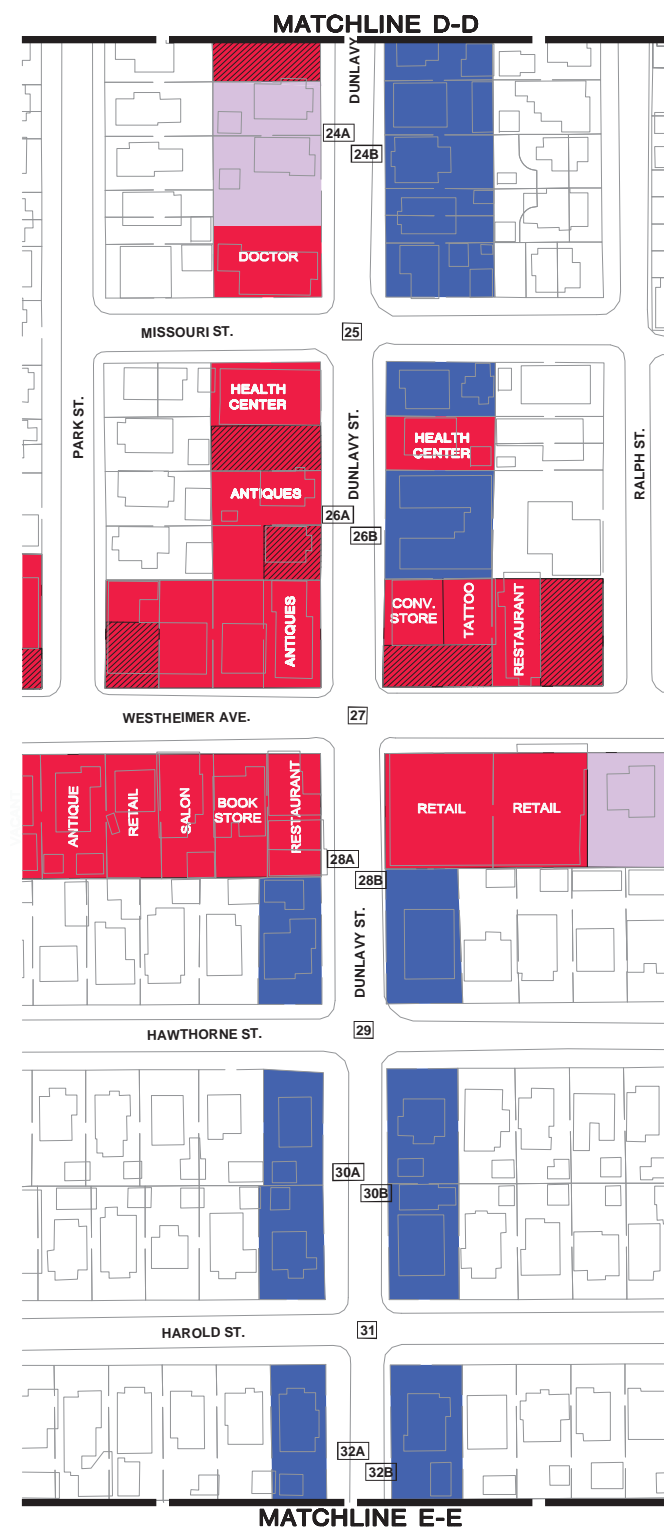 MATCHLINE D-D
DUNLAVY
24A
24B
DOCTOR
MISSOURI ST.
25
HEALTH
CENTER
PARK ST.
DUNLAVY ST.
HEALTH
CENTER
RALPH ST.
ANTIQUES
26A
26B
ANTIQUES
CONV.
STORE
TATTOO
RESTAURANT
WESTHEIMER AVE.
27
ANTIQUE
RETAIL
SALON
BOOK
STORE
RESTAURANT
RETAIL
RETAIL
28A
28B
DUNLAVY ST.
HAWTHORNE ST.
29
30A
30B
HAROLD ST.
31
32A
32B
MATCHLINE E-E